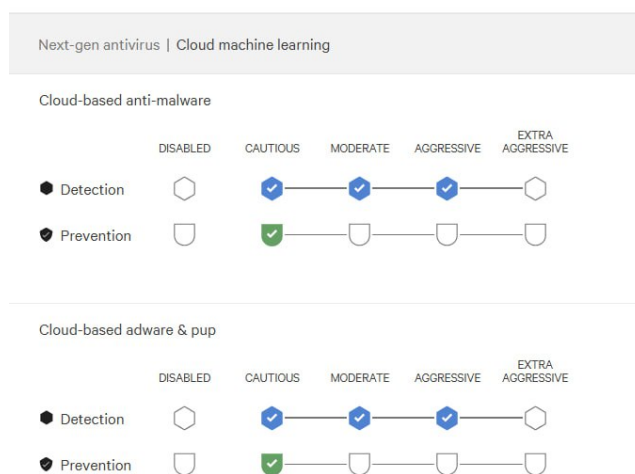 Next-gen antivirus | Cloud machine learning
Cloud-based anti-malware
DISABLED CAUTIOUS MODERATE AGGRESSIVE EXTRA AGGRESSIVE
Detection
Prevention
Cloud-based adware & pup
DISABLED CAUTIOUS MODERATE AGGRESSIVE EXTRA AGGRESSIVE
Detection
Prevention